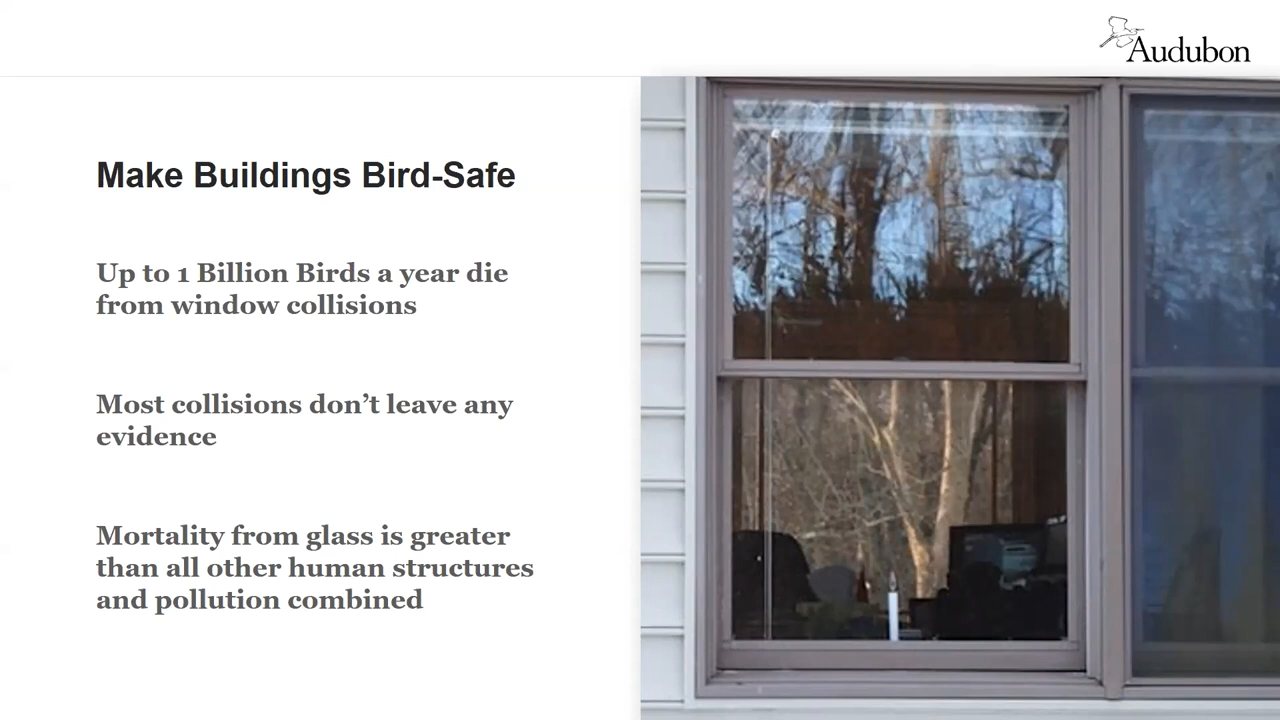 Audubon
Make Buildings Bird-Safe
Up to 1 Billion Birds a year die
from window collisions
Most collisions don’t leave any
evidence
Mortality from glass is greater
than all other human structures
and pollution combined